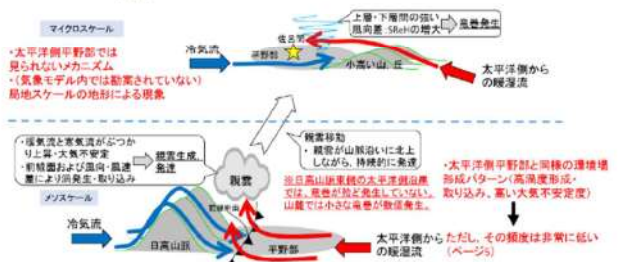 マイクロスケール
・太平洋側平野部では
見られないメカニズム
・(気象モデル内では勘案されていない)
局地スケールの地形による現象
冷気流
佐呂間
平野部
小高い山、丘
上層・下層間の強い
風向差:SReHの増大
竜巻発生
太平洋側から
の暖湿流
・暖気流と寒気流がぶつか
り上昇・大気不安定
・前線面および風向・風速
差により渦発生・取り込み
親雲生成、
発達
親雲
親雲移動
・ 親雲が山脈沿いに北上
しながら、持続的に発達
※日高山脈東側の太平洋側沿岸
では、竜巻が殆ど発生していない。
山麓では小さな竜巻が数個発生。
・太平洋側平野部と同様の環境場
形成パターン(高渦度形成・
取り込み、高い大気不安定度)
ただし、その頻度は非常に低い
(ページ5)
メソスケール
冷気流
日高山脈
平野部
太平洋側から
の暖湿流